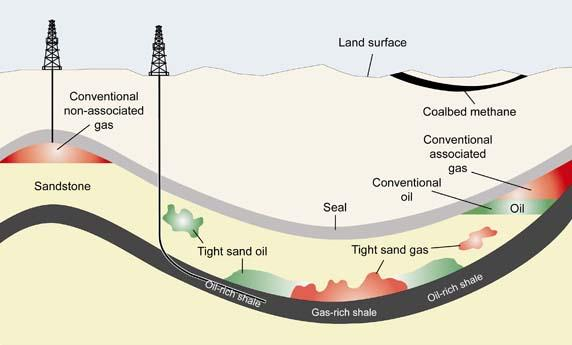 Land surface
Coalbed methane
Conventional
non-associated
gas
Conventional
associated
gas
Conventional
oil
Sandstone
Seal
Oil
Tight sand oil
Tight sand gas
Oil-rich shale
Gas-rich shale
Oil-rich shale